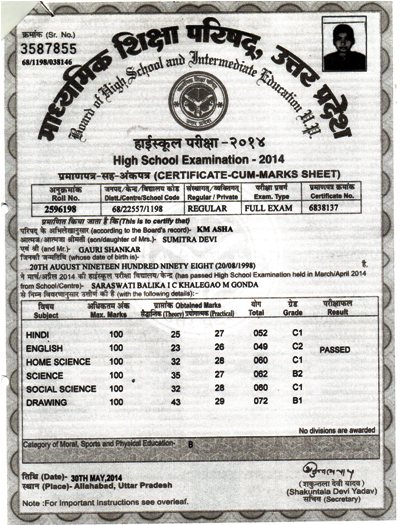 क्रमांक (Sr. No.)
3587855
68/1198/038146
माध्यमिक शिक्षा परिषद, उत्तर प्रदेश
Board of High School and Intermediate Education, U.P.
हाईस्कूल परीक्षा - २०१४
High School Examination - 2014
प्रमाणपत्र-सह-अंकपत्र (CERTIFICATE-CUM-MARKS SHEET)
अनुक्रमांक जनपद/केन्द्र/विद्यालय कोड संस्थागत/व्यक्तिगत परीक्षा प्रकार प्रमाणपत्र क्रमांक
Roll No. Distt./Centre/School Code Regular / Private Exam. Type Certificate No.
2596198 68/22557/1198 REGULAR FULL EXAM 6838137
प्रमाणित किया जाता है कि (This is to certify that)
परिषद के अभिलेखानुसार (according to the Board's record)- KM ASHA
आत्मज/आत्मजा श्रीमती (son/daughter of Mrs.)- SUMITRA DEVI
एवं श्री (and Mr.)- GAURI SHANKAR
जिनकी जन्मतिथि (whose date of birth is)-
20TH AUGUST NINETEEN HUNDRED NINETY EIGHT (20/08/1998) है,
ने मार्च/अप्रैल 2014 की हाईस्कूल परीक्षा विद्यालय/केन्द्र (has passed High School Examination held in March/April 2014
from School/Centre)- SARASWATI BALIKA I C KHALEGAO M GONDA
से निम्न विवरणानुसार उत्तीर्ण की है (with the following details):-
विषय अधिकतम अंक प्राप्तांक Obtained Marks योग ग्रेड परीक्षाफल
Subject Max. Marks सैद्धान्तिक (Theory) प्रयोगात्मक (Practical) Total Grade Result
HINDI 100 25 27 052 C1
ENGLISH 100 23 26 049 C2 PASSED
HOME SCIENCE 100 32 28 060 C1
SCIENCE 100 35 27 062 B2
SOCIAL SCIENCE 100 32 28 060 C1
DRAWING 100 43 29 072 B1
No divisions are awarded
Category of Moral, Sports and Physical Education- B
तिथि (Date)- 30TH MAY,2014
स्थान (Place)- Allahabad, Uttar Pradesh
(शकुन्तला देवी यादव)
(Shakuntala Devi Yadav)
सचिव (Secretary)
Note :For important instructions see overleaf.